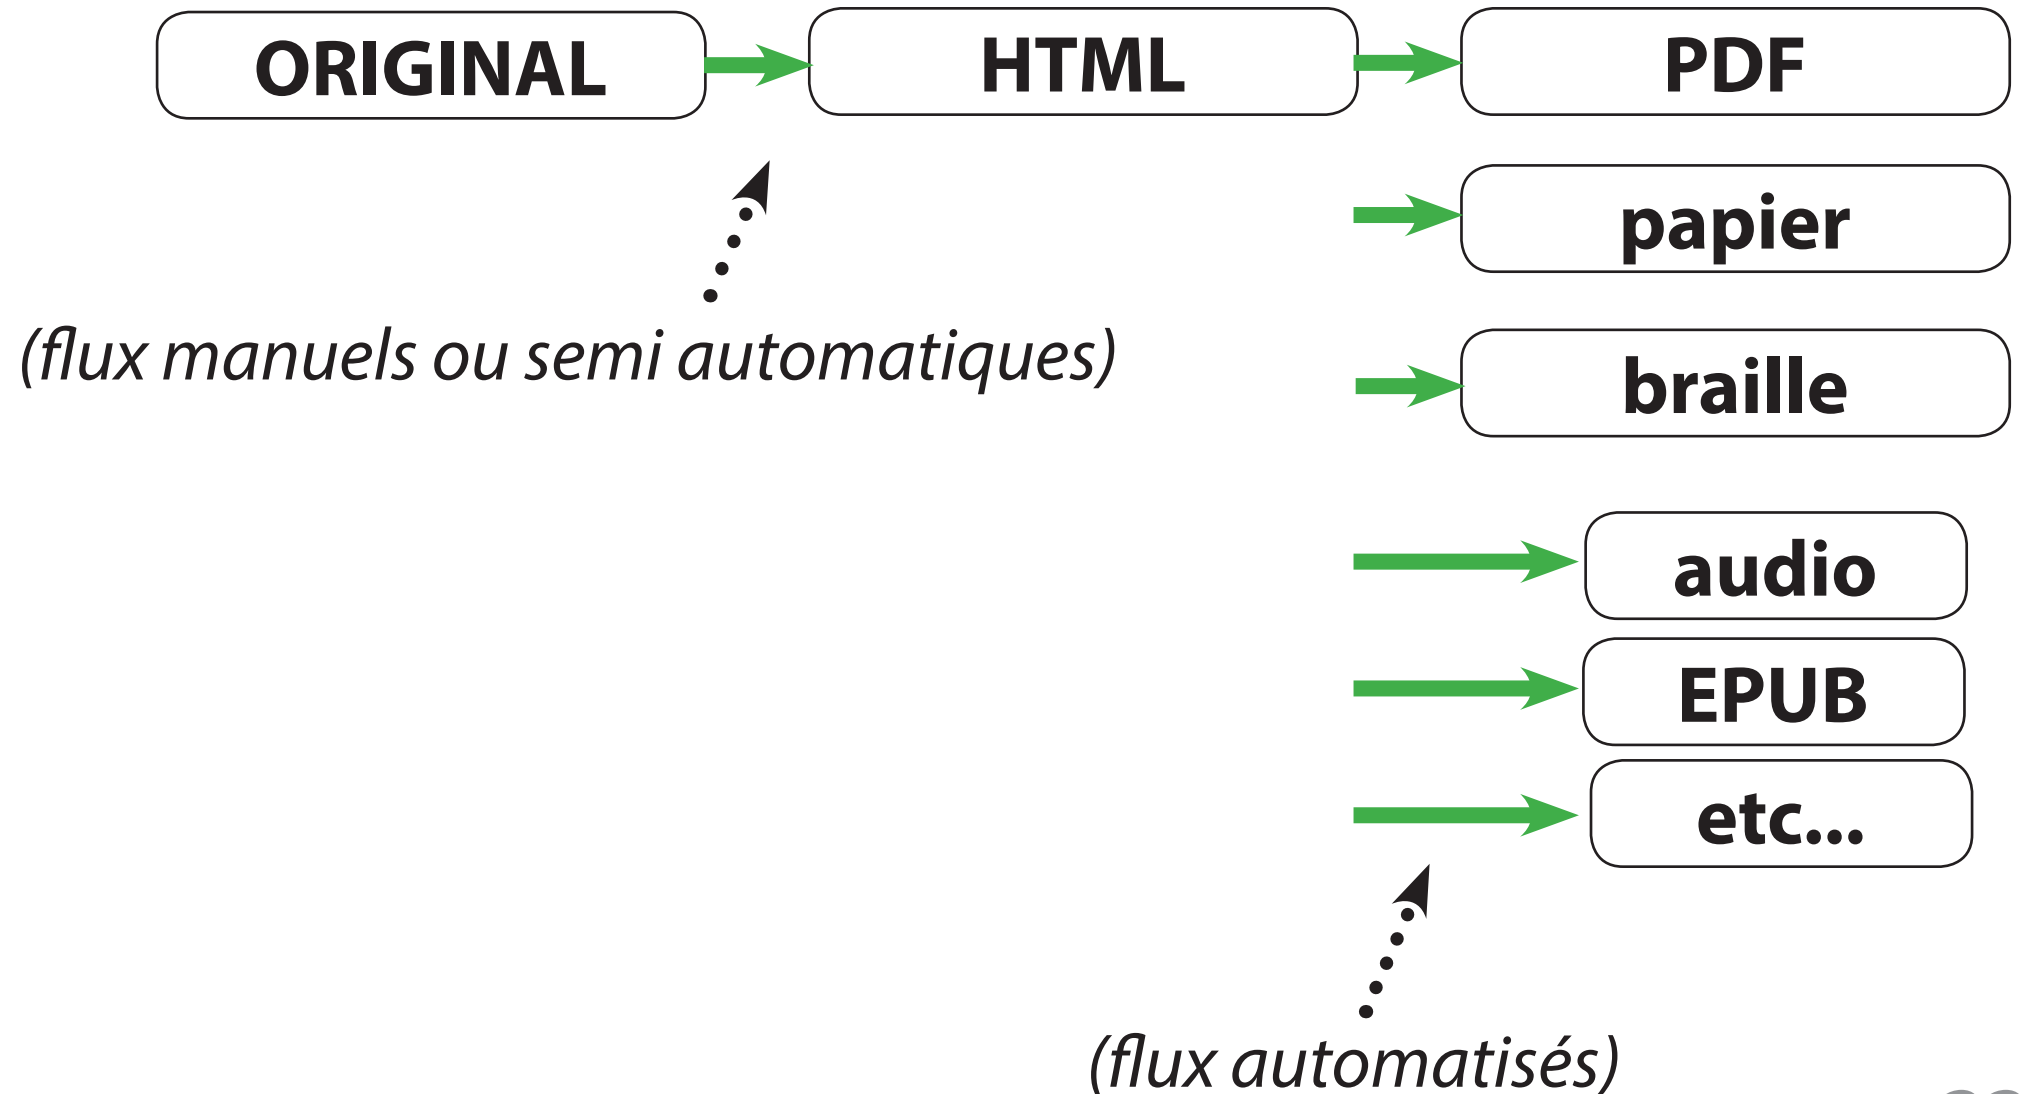 ORIGINAL
HTML
PDF
papier
(flux manuels ou semi automatiques)
braille
audio
EPUB
etc...
(flux automatisés)